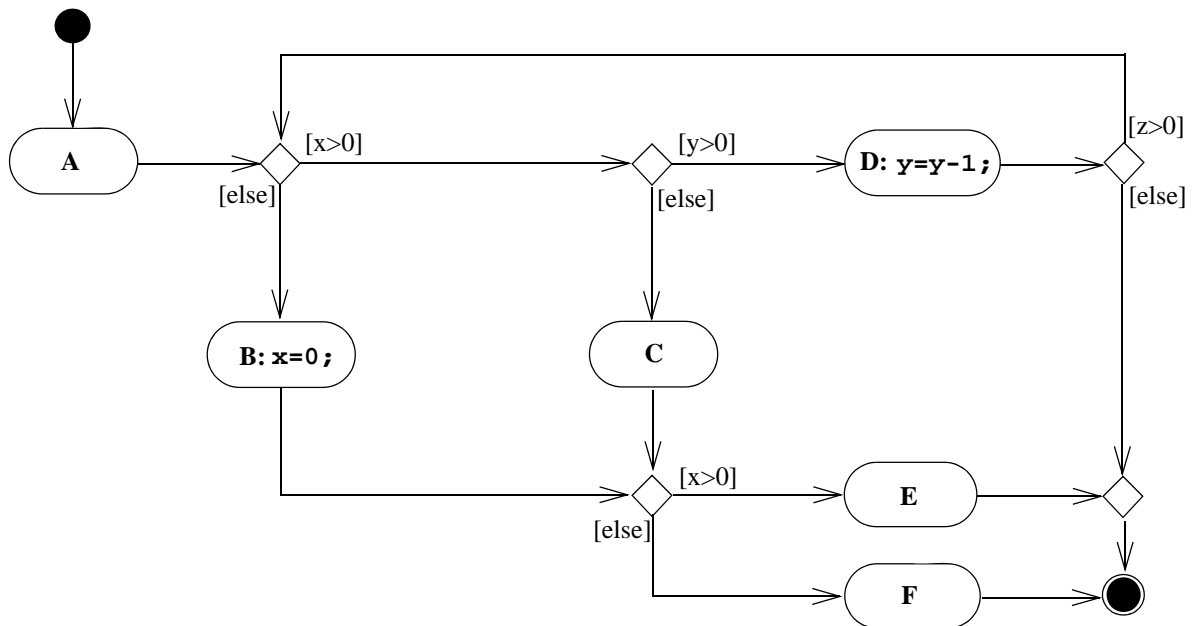 [z>0]
[x>0]
[y>0]
A
D: y=y-1;
[else]
[else]
[else]
B: x=0;
C
[x>0]
E
[else]
F